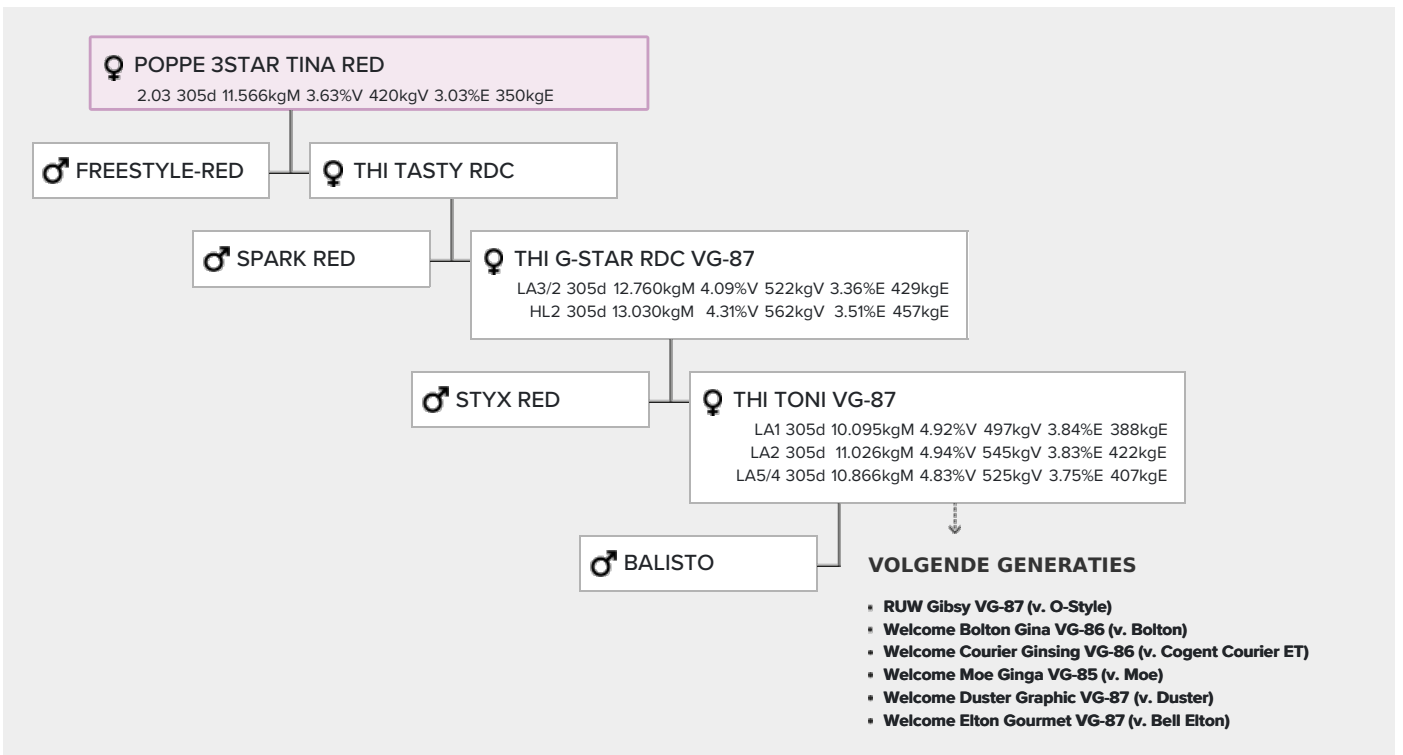 POPPE 3STAR TINA RED
2.03 305d 11.566kgM 3.63%V 420kgV 3.03%E 350kgE
FREESTYLE-RED
THI TASTY RDC
SPARK RED
THI G-STAR RDC VG-87
LA3/2 305d 12.760kgM 4.09%V 522kgV 3.36%E 429kgE
HL2 305d 13.030kgM 4.31%V 562kgV 3.51%E 457kgE
STYX RED
THI TONI VG-87
LA1 305d 10.095kgM 4.92%V 497kgV 3.84%E 388kgE
LA2 305d 11.026kgM 4.94%V 545kgV 3.83%E 422kgE
LA5/4 305d 10.866kgM 4.83%V 525kgV 3.75%E 407kgE
BALISTO
VOLGENDE GENERATIES
• RUW Gibsy VG-87 (v. O-Style)
• Welcome Bolton Gina VG-86 (v. Bolton)
• Welcome Courier Ginsing VG-86 (v. Cogent Courier ET)
• Welcome Moe Ginga VG-85 (v. Moe)
• Welcome Duster Graphic VG-87 (v. Duster)
• Welcome Elton Gourmet VG-87 (v. Bell Elton)